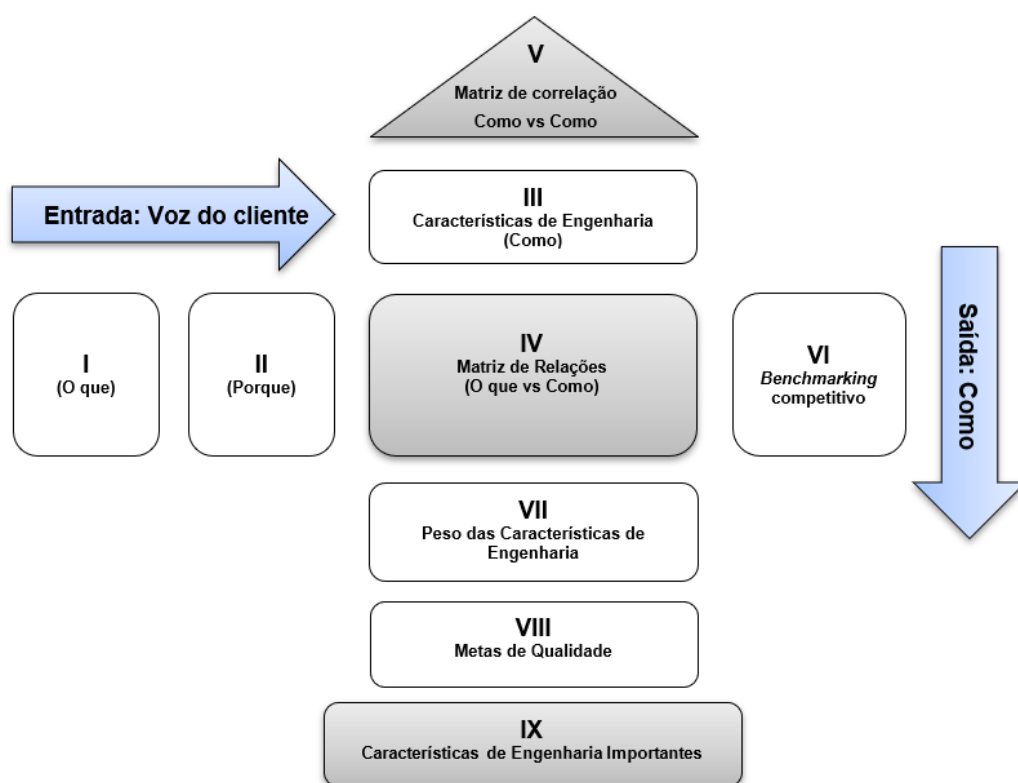 V
Matriz de correlação
Como vs Como
Entrada: Voz do cliente
III
Características de Engenharia
(Como)
I
(O que)
II
(Porque)
IV
Matriz de Relações
(O que vs Como)
VI
Benchmarking
competitivo
Saída: Como
VII
Peso das Características de
Engenharia
VIII
Metas de Qualidade
IX
Características de Engenharia Importantes